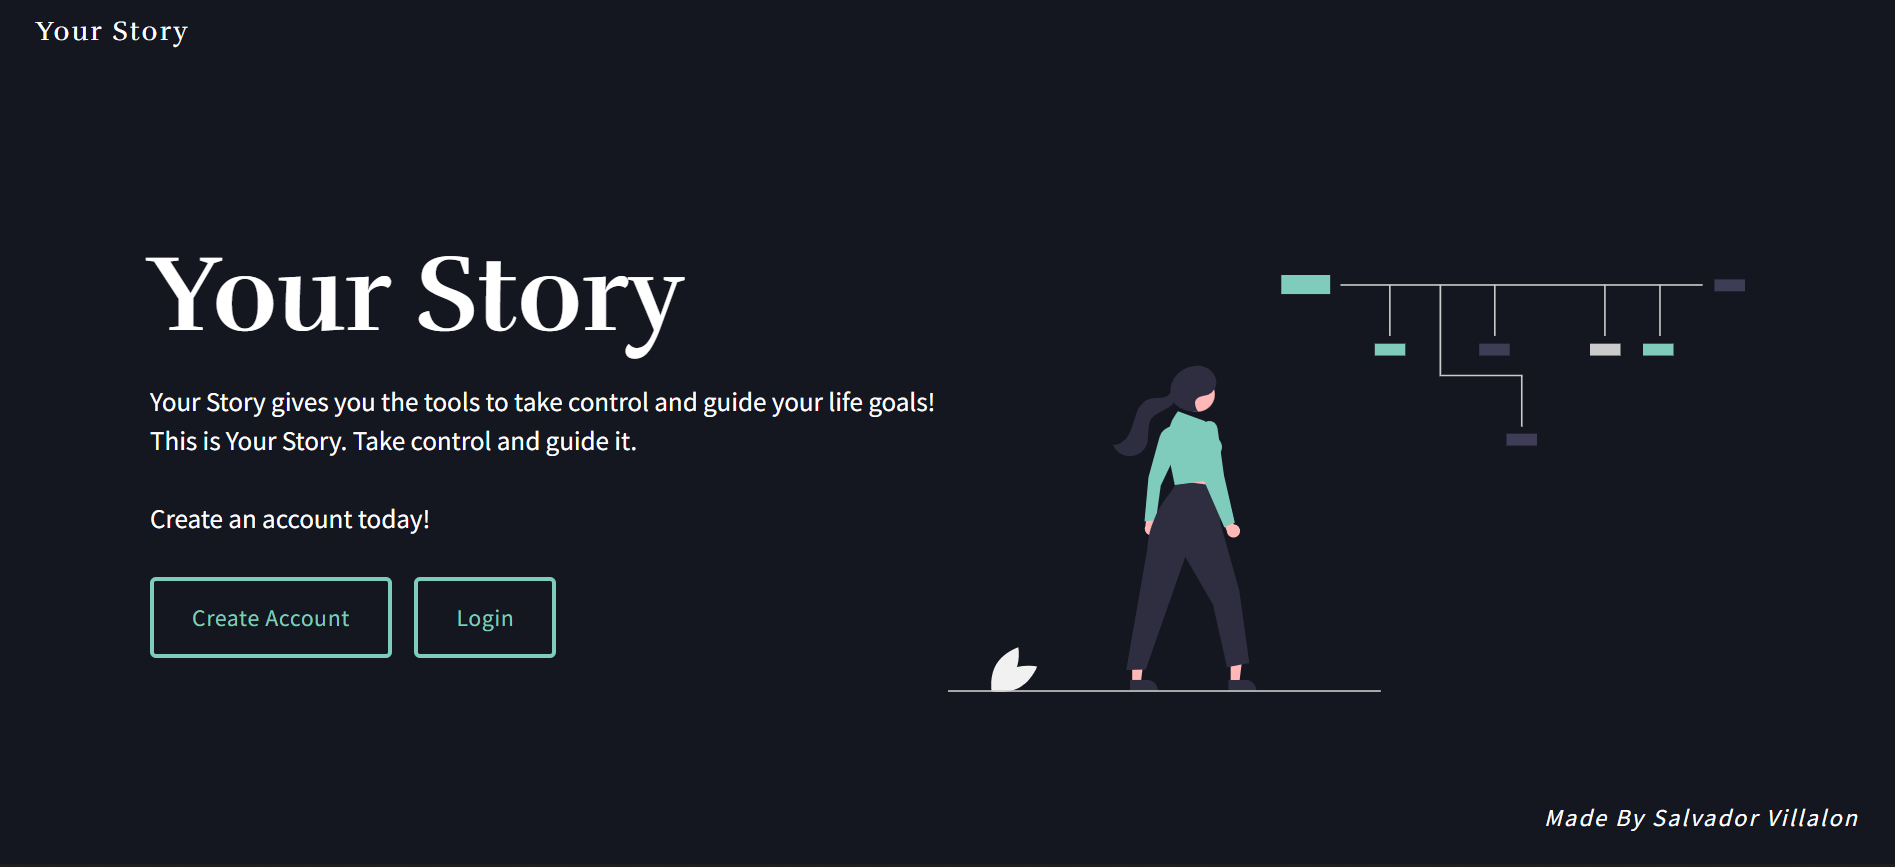 Your Story
Your Story
Your Story gives you the tools to take control and guide your life goals!
This is Your Story. Take control and guide it.
Create an account today!
Create Account
Login
Made By Salvador Villalon